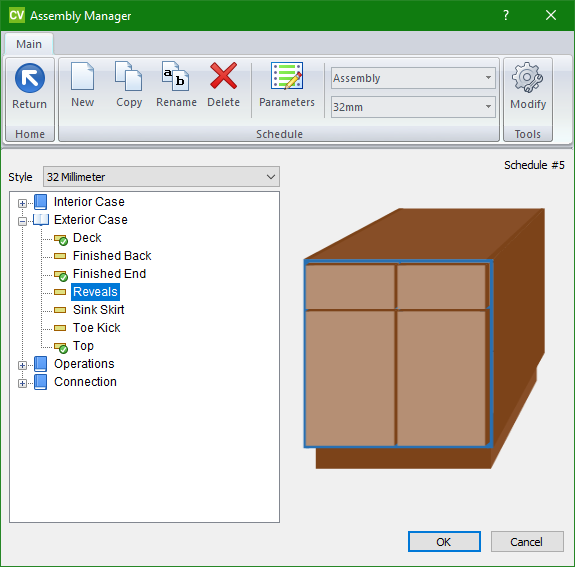 CV Assembly Manager
?
Main
Return
New
Copy
a b
Rename
Delete
Parameters
Assembly
32mm
Modify
Home
Schedule
Tools
Style
32 Millimeter
Schedule #5
Interior Case
Exterior Case
Deck
Finished Back
Finished End
Reveals
Sink Skirt
Toe Kick
Top
Operations
Connection
OK
Cancel